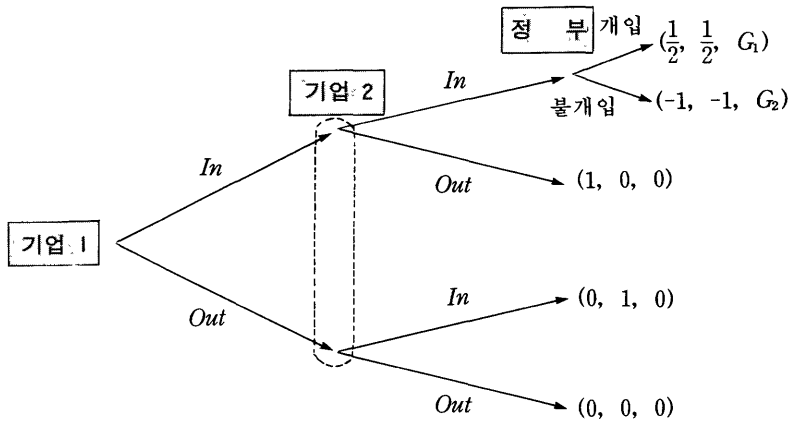 정 부
개입
(1/2, 1/2, G₁)
In
기업 2
불개입
(-1, -1, G₂)
In
Out
(1, 0, 0)
기업 1
In
(0, 1, 0)
Out
Out
(0, 0, 0)